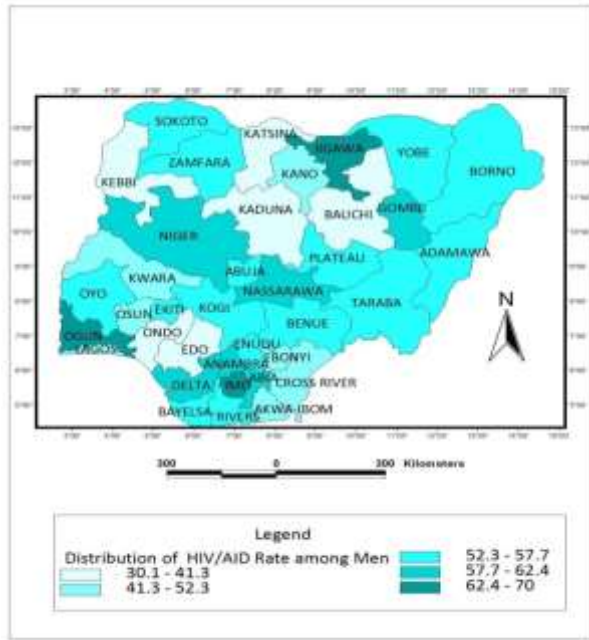 SOKOTO
KATSINA
JIGAWA
ZAMFARA
KANO
YOBE
BORNO
KEBBI
KADUNA
BAUCHI
GOMBE
NIGER
ADAMAWA
PLATEAU
ABUJA
KWARA
NASSARAWA
OYO
TARABA
OSUN
EKITI
KOGI
BENUE
OGUN
LAGOS
ONDO
EDO
ENUGU
EBONYI
ANAMBRA
DELTA
IMO
CROSS RIVER
BAYELSA
RIVERS
AKWA-IBOM
N
300 0 300 Kilometers
Legend
Distribution of HIV/AID Rate among Men
30.1 - 41.3
41.3 - 52.3
52.3 - 57.7
57.7 - 62.4
62.4 - 70